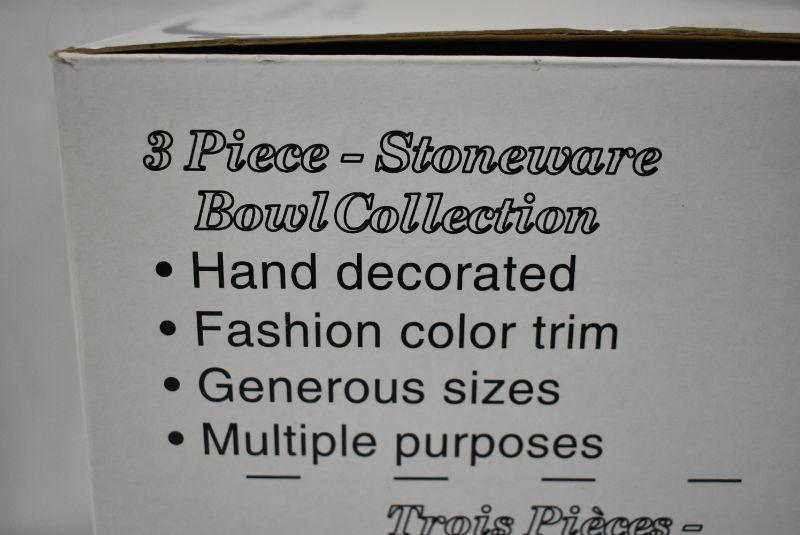 3 Piece - Stoneware
Bowl Collection
• Hand decorated
• Fashion color trim
• Generous sizes
• Multiple purposes
Trois Pièces -